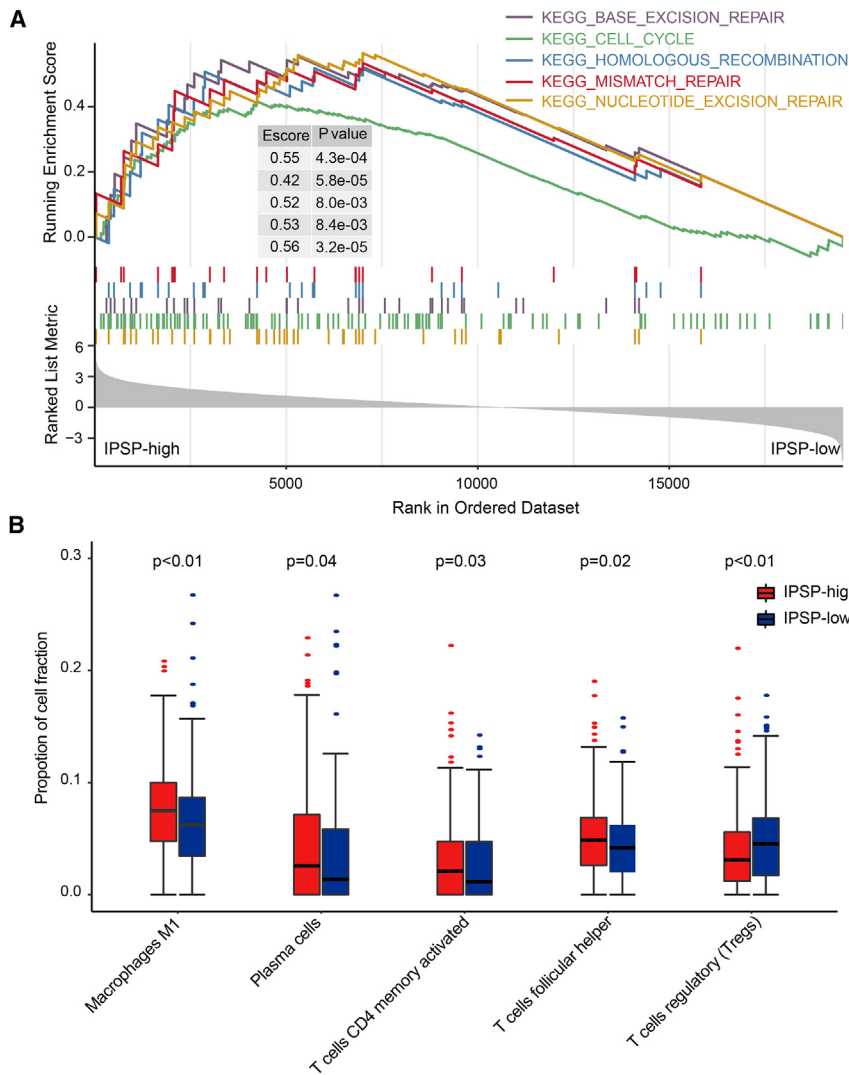 A
KEGG_BASE_EXCISION_REPAIR
KEGG_CELL_CYCLE
KEGG_HOMOLOGOUS_RECOMBINATION
KEGG_MISMATCH_REPAIR
KEGG_NUCLEOTIDE_EXCISION_REPAIR
Running Enrichment Score
0.4
0.2
0.0
Escore P value
0.55 4.3e-04
0.42 5.8e-05
0.52 8.0e-03
0.53 8.4e-03
0.56 3.2e-05
Ranked List Metric
6
3
0
−3
IPSP-high IPSP-low
5000 10000 15000
Rank in Ordered Dataset
B
Propotion of cell fraction
0.3
0.2
0.1
0.0
p<0.01 p=0.04 p=0.03 p=0.02 p<0.01
IPSP-hig
IPSP-low
Macrophages M1
Plasma cells
T cells CD4 memory activated
T cells follicular helper
T cells regulatory (Tregs)